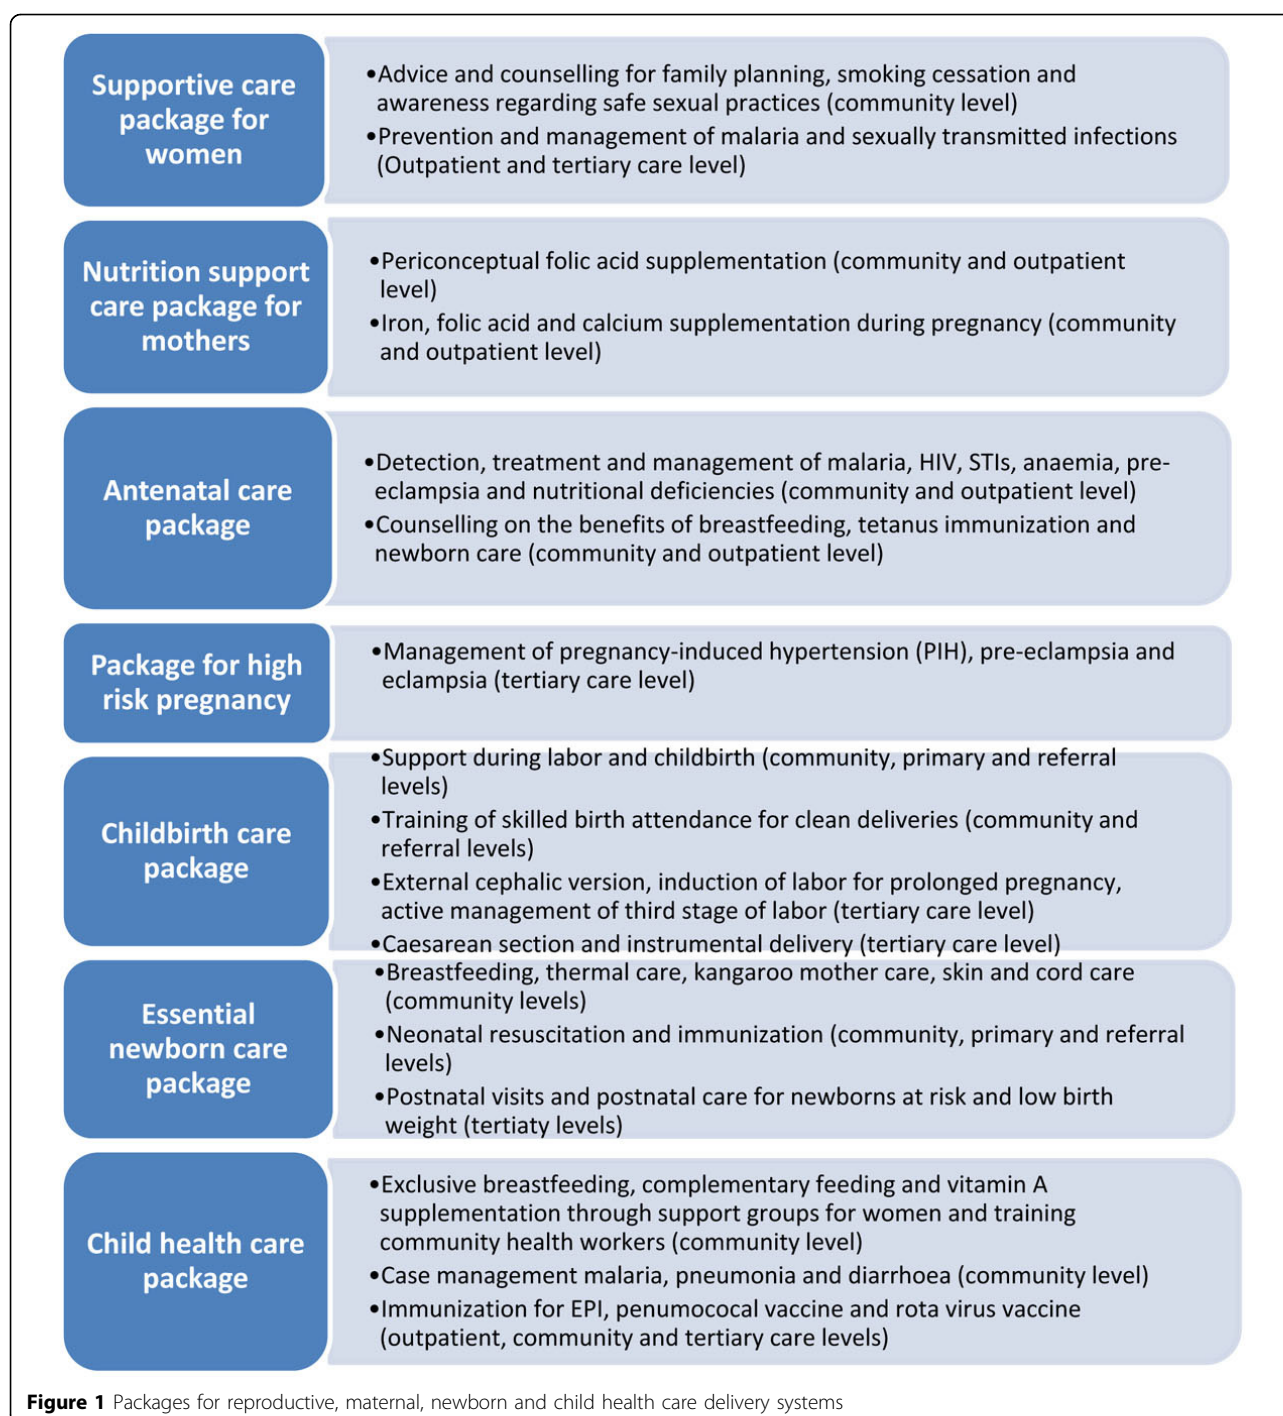 Supportive care
package for
women
•Advice and counselling for family planning, smoking cessation and
awareness regarding safe sexual practices (community level)
•Prevention and management of malaria and sexually transmitted infections
(Outpatient and tertiary care level)
Nutrition support
care package for
mothers
•Periconceptual folic acid supplementation (community and outpatient
level)
•Iron, folic acid and calcium supplementation during pregnancy (community
and outpatient level)
Antenatal care
package
•Detection, treatment and management of malaria, HIV, STIs, anaemia, pre-
eclampsia and nutritional deficiencies (community and outpatient level)
•Counselling on the benefits of breastfeeding, tetanus immunization and
newborn care (community and outpatient level)
Package for high
risk pregnancy
•Management of pregnancy-induced hypertension (PIH), pre-eclampsia and
eclampsia (tertiary care level)
Childbirth care
package
•Support during labor and childbirth (community, primary and referral
levels)
•Training of skilled birth attendance for clean deliveries (community and
referral levels)
•External cephalic version, induction of labor for prolonged pregnancy,
active management of third stage of labor (tertiary care level)
•Caesarean section and instrumental delivery (tertiary care level)
Essential
newborn care
package
•Breastfeeding, thermal care, kangaroo mother care, skin and cord care
(community levels)
•Neonatal resuscitation and immunization (community, primary and referral
levels)
•Postnatal visits and postnatal care for newborns at risk and low birth
weight (tertiaty levels)
Child health care
package
•Exclusive breastfeeding, complementary feeding and vitamin A
supplementation through support groups for women and training
community health workers (community level)
•Case management malaria, pneumonia and diarrhoea (community level)
•Immunization for EPI, penumococal vaccine and rota virus vaccine
(outpatient, community and tertiary care levels)
Figure 1 Packages for reproductive, maternal, newborn and child health care delivery systems